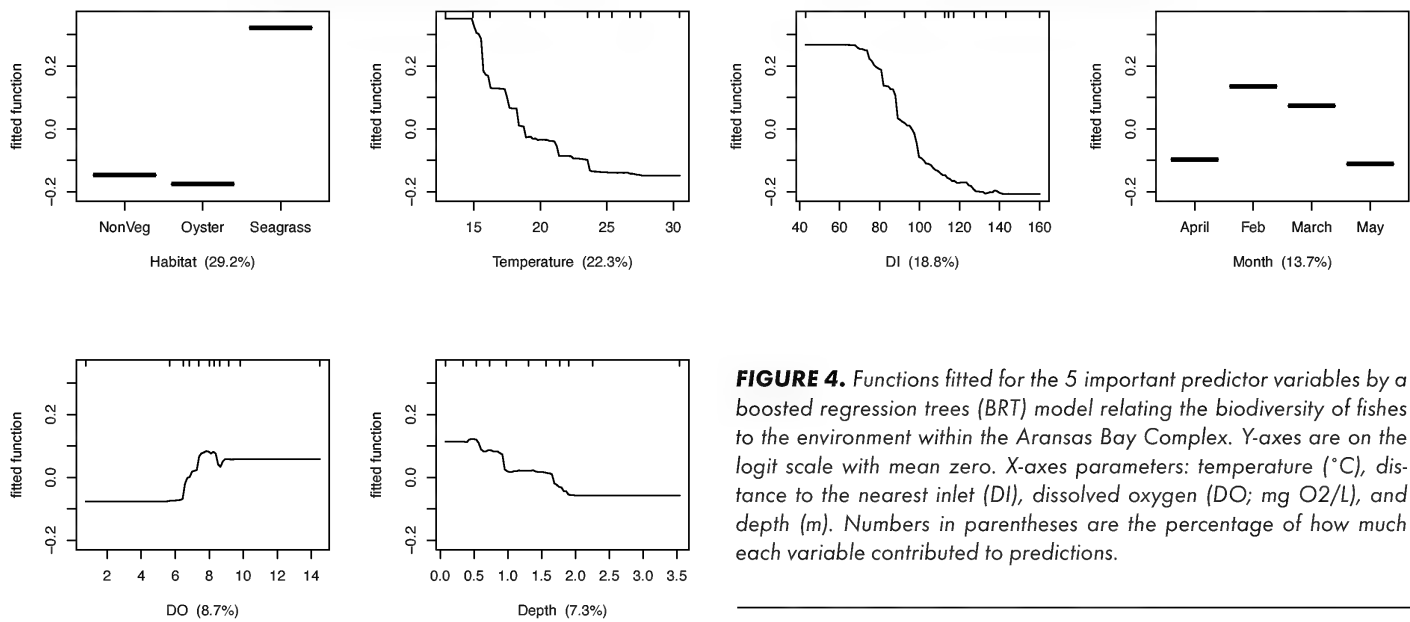 fitted function
0.2
0.0
-0.2
NonVeg Oyster Seagrass
Habitat (29.2%)
fitted function
0.2
0.0
-0.2
15 20 25 30
Temperature (22.3%)
fitted function
0.2
0.0
-0.2
40 60 80 100 120 140 160
DI (18.8%)
fitted function
0.2
0.0
-0.2
April Feb March May
Month (13.7%)
fitted function
0.2
0.0
-0.2
2 4 6 8 10 12 14
DO (8.7%)
fitted function
0.2
0.0
-0.2
0.0 0.5 1.0 1.5 2.0 2.5 3.0 3.5
Depth (7.3%)
FIGURE 4. Functions fitted for the 5 important predictor variables by a
boosted regression trees (BRT) model relating the biodiversity of fishes
to the environment within the Aransas Bay Complex. Y-axes are on the
logit scale with mean zero. X-axes parameters: temperature (˚C), dis-
tance to the nearest inlet (DI), dissolved oxygen (DO; mg O2/L), and
depth (m). Numbers in parentheses are the percentage of how much
each variable contributed to predictions.